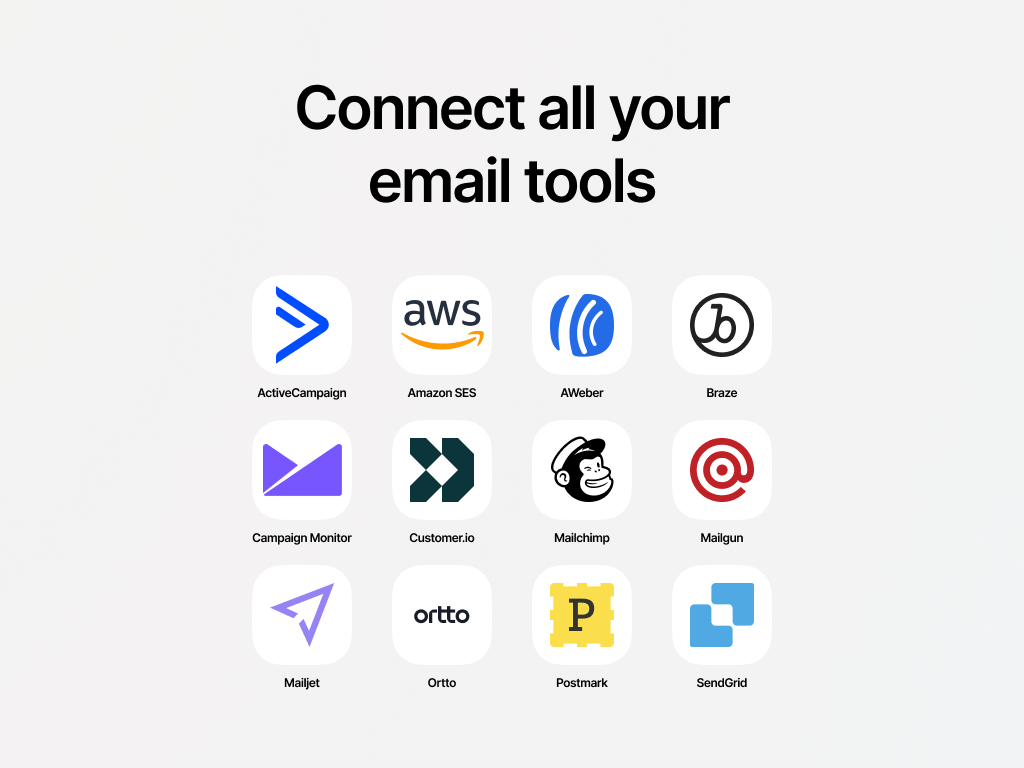 Connect all your
email tools
aws
ActiveCampaign
Amazon SES
AWeber
b
Braze
Campaign Monitor
Customer.io
Mailchimp
Mailgun
ortto
P
Mailjet
Ortto
Postmark
SendGrid